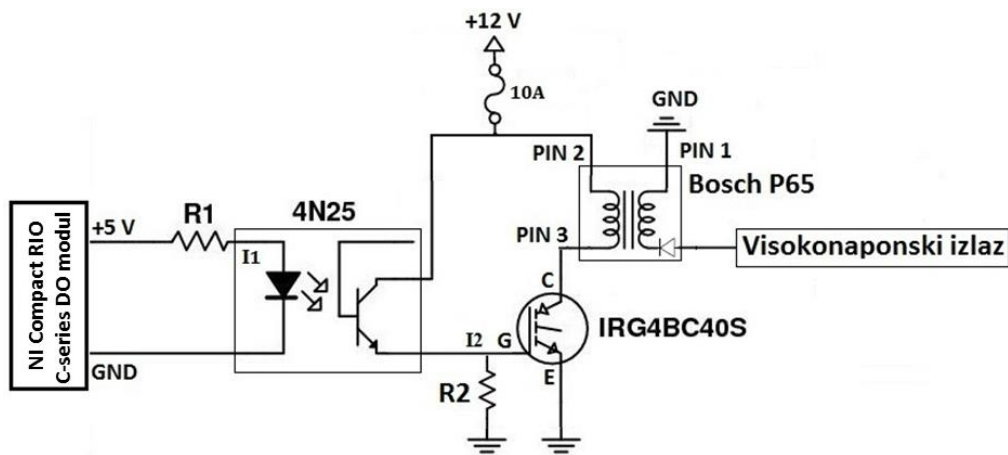 +12 V
10A
GND
PIN 2
PIN 1
Bosch P65
R1
4N25
+5 V
NI Compact RIO
C-series DO modul
I1
PIN 3
Visokonaponski izlaz
C
IRG4BC40S
I2
G
E
GND
R2